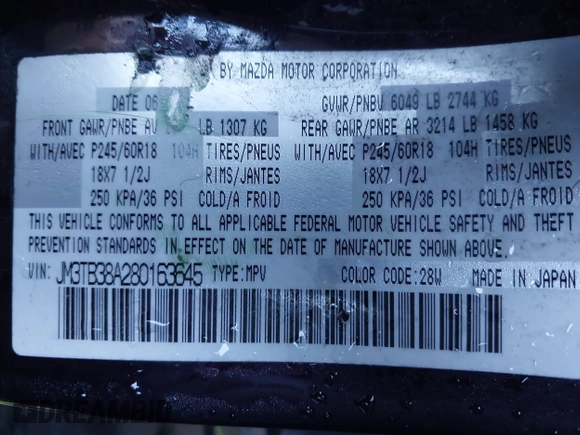 BY MAZDA MOTOR CORPORATION
DATE 06 GVWR/PNBV 6049 LB 2744 KG
FRONT GAWR/PNBE AV LB 1307 KG REAR GAWR/PNBE AR 3214 LB 1458 KG
WITH/AVEC P245/60R18 104H TIRES/PNEUS WITH/AVEC P245/60R18 104H TIRES/PNEUS
18X7 1/2J RIMS/JANTES 18X7 1/2J RIMS/JANTES
250 KPA/36 PSI COLD/A FROID 250 KPA/36 PSI COLD/A FROID
THIS VEHICLE CONFORMS TO ALL APPLICABLE FEDERAL MOTOR VEHICLE SAFETY AND THEFT
PREVENTION STANDARDS IN EFFECT ON THE DATE OF MANUFACTURE SHOWN ABOVE.
VIN: JM3TB38A280163645 TYPE:MPV COLOR CODE:28W MADE IN JAPAN
DREAMBID